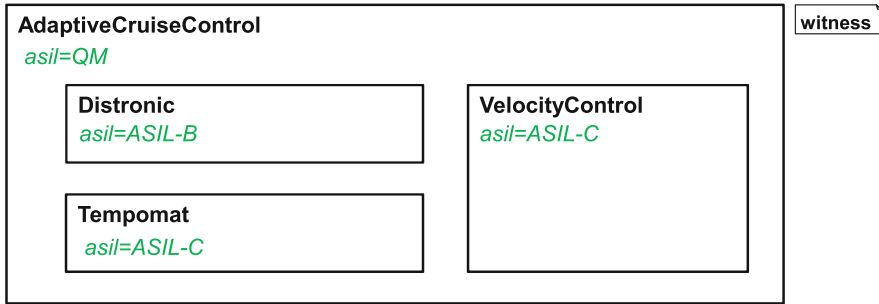 AdaptiveCruiseControl
asil=QM
witness
Distronic
asil=ASIL-B
VelocityControl
asil=ASIL-C
Tempomat
asil=ASIL-C